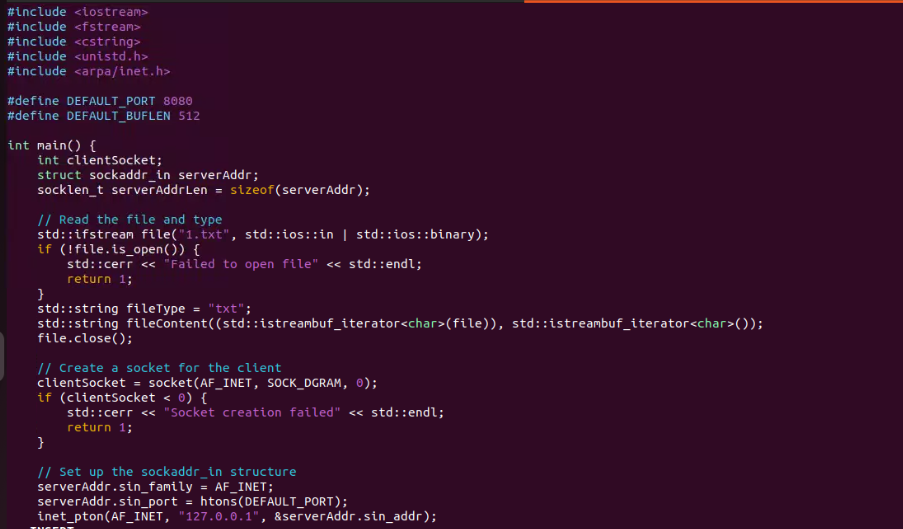 #include <iostream>
#include <fstream>
#include <cstring>
#include <unistd.h>
#include <arpa/inet.h>

#define DEFAULT_PORT 8080
#define DEFAULT_BUFLEN 512

int main() {
    int clientSocket;
    struct sockaddr_in serverAddr;
    socklen_t serverAddrLen = sizeof(serverAddr);

    // Read the file and type
    std::ifstream file("1.txt", std::ios::in | std::ios::binary);
    if (!file.is_open()) {
        std::cerr << "Failed to open file" << std::endl;
        return 1;
    }
    std::string fileType = "txt";
    std::string fileContent((std::istreambuf_iterator<char>(file)), std::istreambuf_iterator<char>());
    file.close();

    // Create a socket for the client
    clientSocket = socket(AF_INET, SOCK_DGRAM, 0);
    if (clientSocket < 0) {
        std::cerr << "Socket creation failed" << std::endl;
        return 1;
    }

    // Set up the sockaddr_in structure
    serverAddr.sin_family = AF_INET;
    serverAddr.sin_port = htons(DEFAULT_PORT);
    inet_pton(AF_INET, "127.0.0.1", &serverAddr.sin_addr);